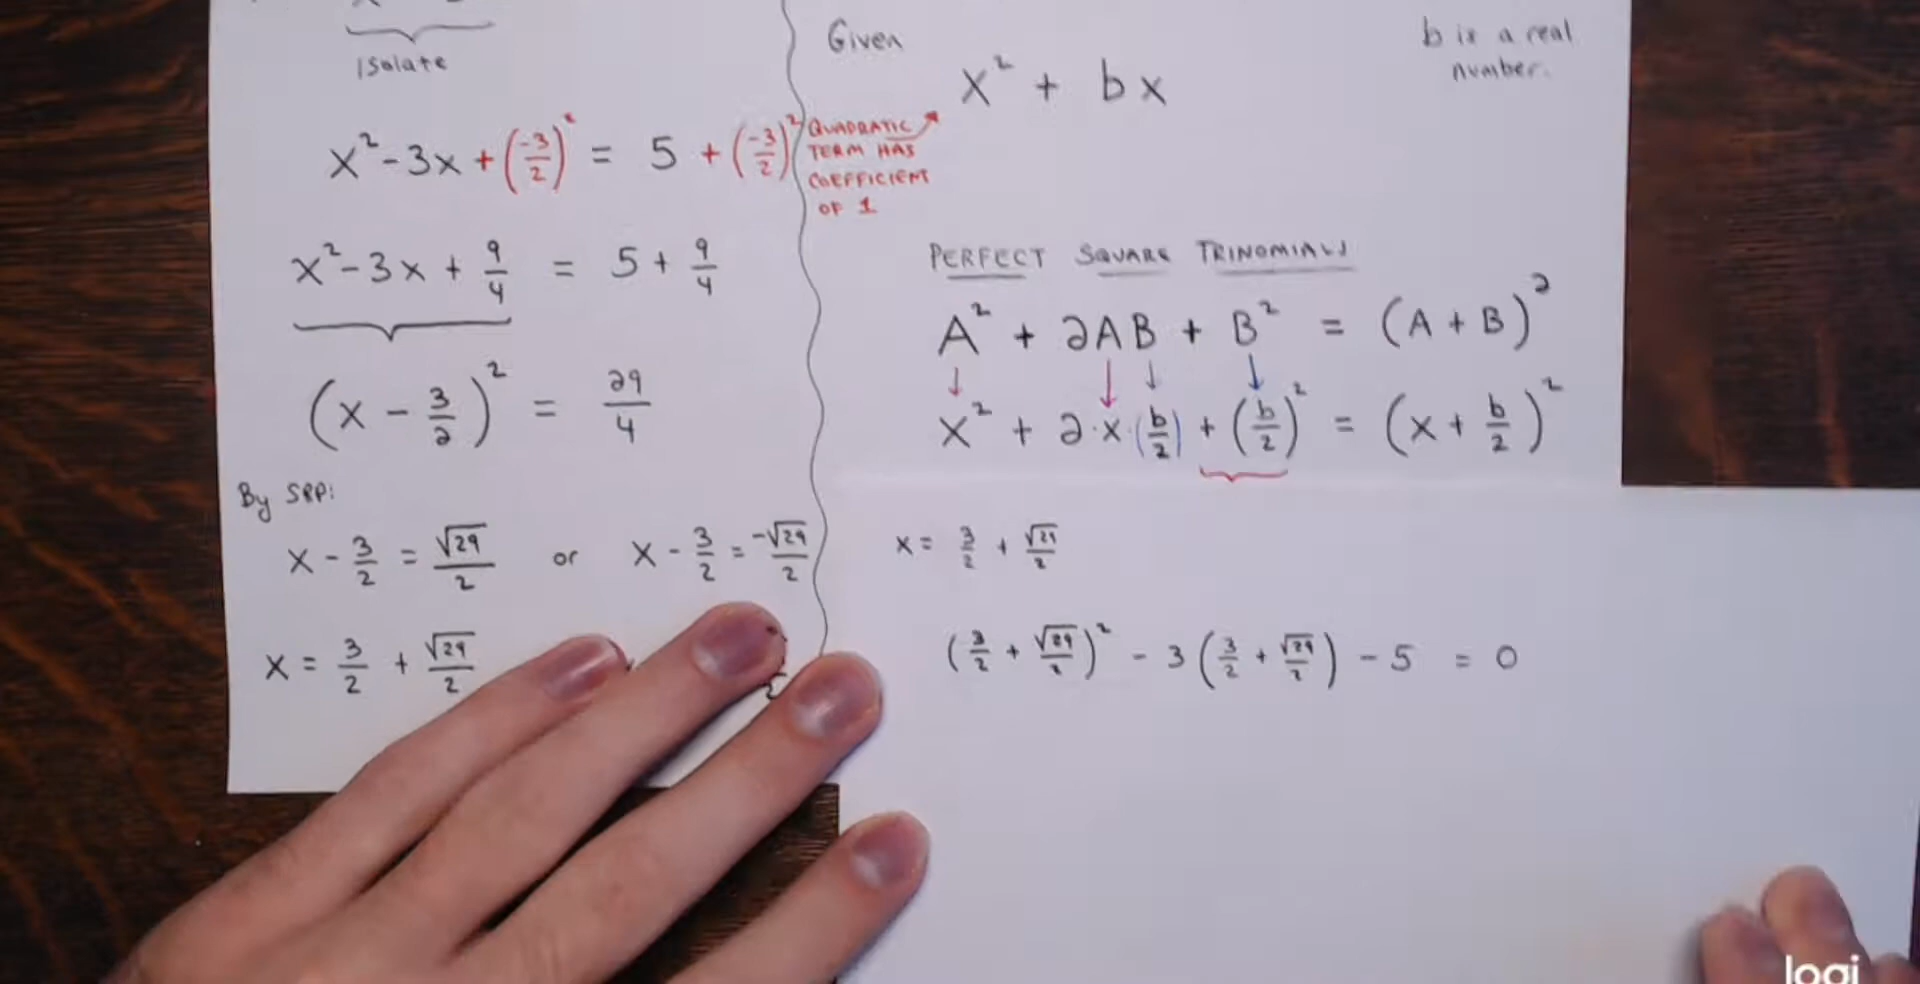 isolate
x² - 3x + (-3/2)² = 5 + (-3/2)²
x² - 3x + 9/4 = 5 + 9/4
(x - 3/2)² = 29/4
By SRP:
x - 3/2 = √29/2 or x - 3/2 = -√29/2
x = 3/2 + √29/2
Given
b is a real
number.
x² + bx
QUADRATIC
TERM HAS
COEFFICIENT
OF 1
PERFECT SQUARE TRINOMIALS
A² + 2AB + B² = (A + B)²
x² + 2·x·(b/2) + (b/2)² = (x + b/2)²
x = 3/2 + √29/2
(3/2 + √29/2)² - 3(3/2 + √29/2) - 5 = 0
logi